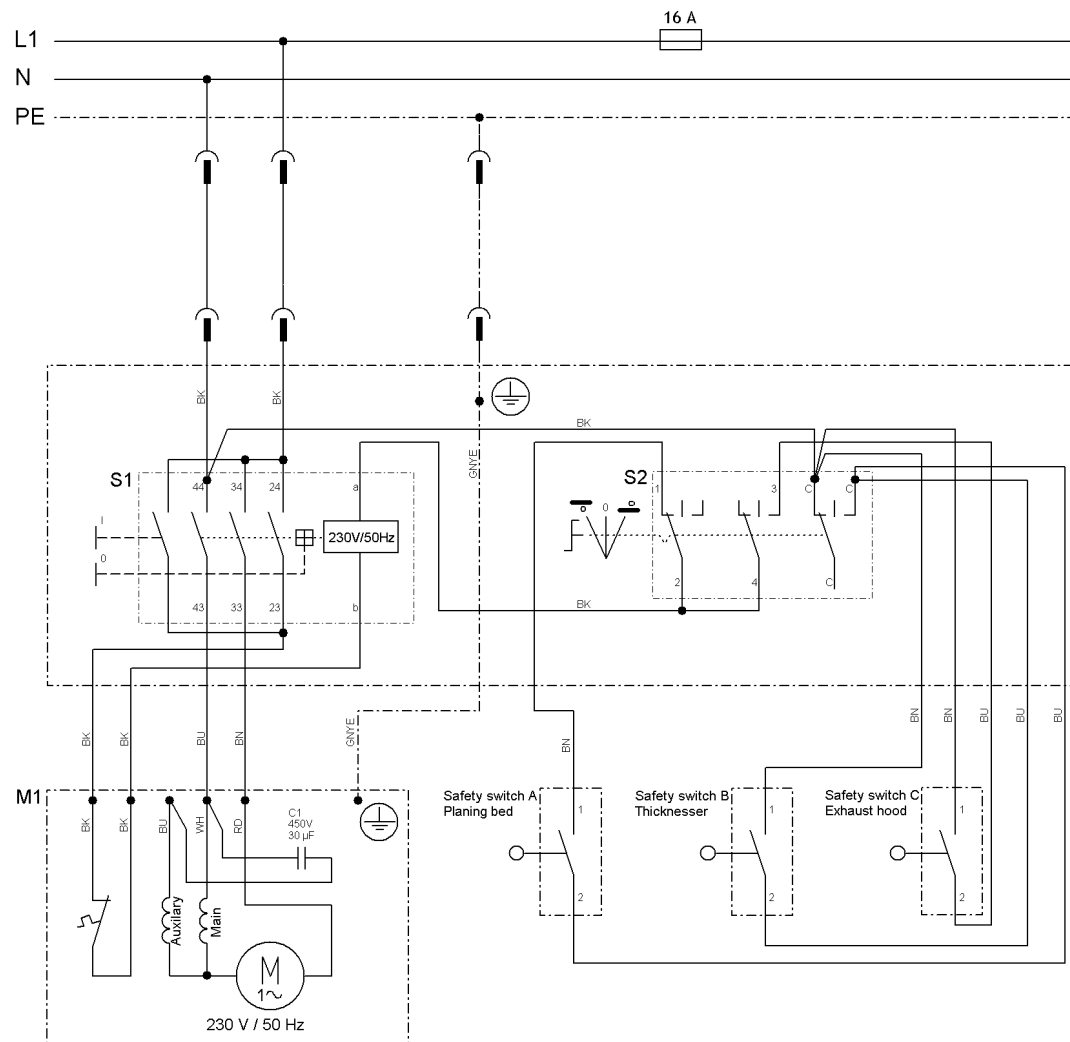 16 A
L1
N
PE
BK
BK
BK
GNYE
S1
44
34
24
a
S2
1
3
C
C
I
0
0
230V/50Hz
2
4
C
43
33
23
b
BK
BK
BK
BU
BN
GNYE
BN
BN
BN
BU
BU
BU
M1
BK
BK
BU
WH
RD
C1
450V
30 µF
Safety switch A
Planing bed
1
2
Safety switch B
Thicknesser
1
2
Safety switch C
Exhaust hood
1
2
Auxilary
Main
M
1~
230 V / 50 Hz